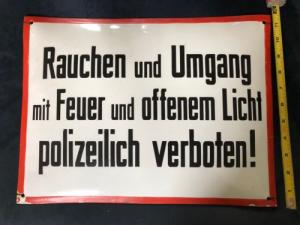 Rauchen und Umgang
mit Feuer und offenem Licht
polizeilich verboten!